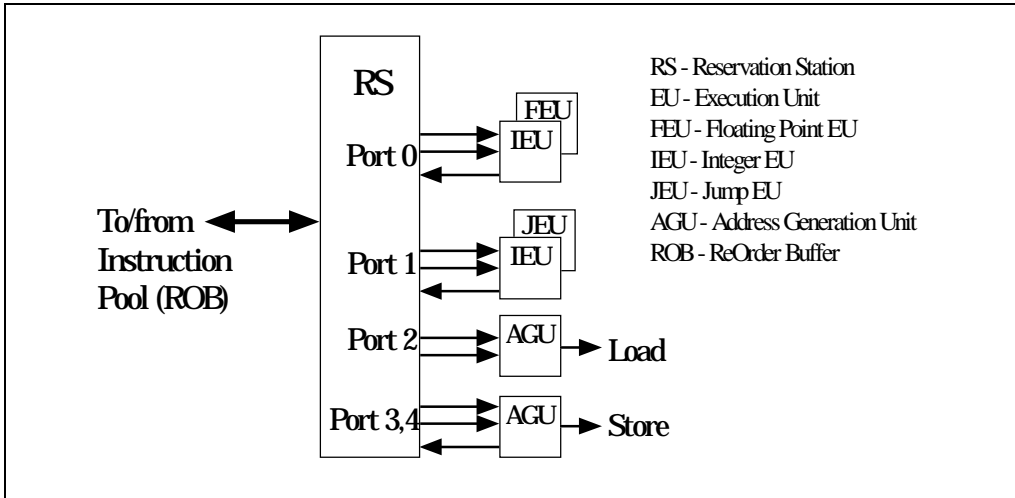 RS
Port 0
FEU
IEU
Port 1
JEU
IEU
Port 2
AGU
Load
Port 3,4
AGU
Store
To/from
Instruction
Pool (ROB)
RS - Reservation Station
EU - Execution Unit
FEU - Floating Point EU
IEU - Integer EU
JEU - Jump EU
AGU - Address Generation Unit
ROB - ReOrder Buffer